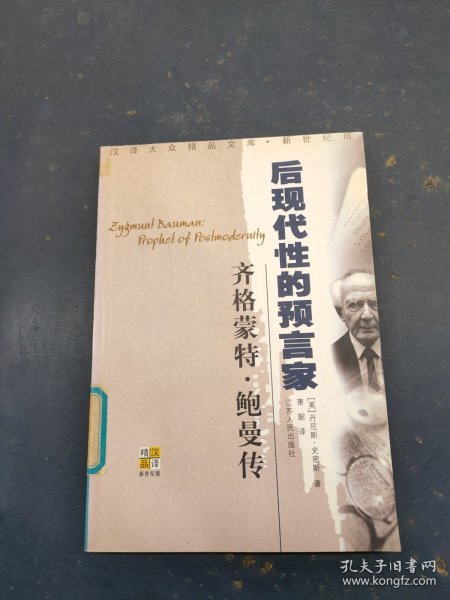 汉译大众精品文库·新世纪版
Zygmunt Bauman:
Prophet of Postmodernity
后现代性的预言家
齐格蒙特·鲍曼传
[英]丹尼斯·史密斯 著
萧韶 译
江苏人民出版社
汉译
精品
新世纪版
孔夫子旧书网
www.kongfz.com